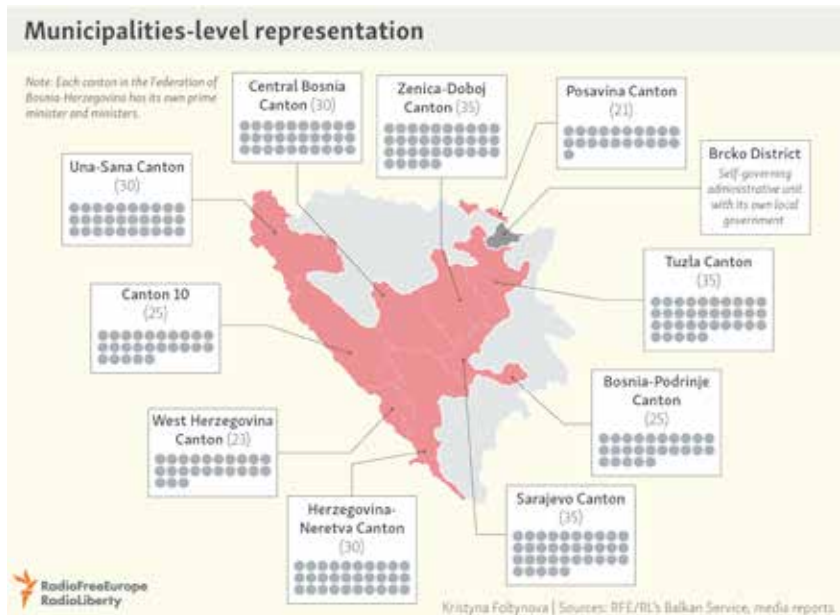 Municipalities-level representation
Note: Each canton in the Federation of
Bosnia-Herzegovina has its own prime
minister and ministers.
Central Bosnia
Canton (30)
Zenica-Doboj
Canton (35)
Posavina Canton
(21)
Brcko District
Self-governing
administrative unit
with its own local
government
Una-Sana Canton
(30)
Tuzla Canton
(35)
Canton 10
(25)
Bosnia-Podrinje
Canton
(25)
West Herzegovina
Canton (23)
Herzegovina-
Neretva Canton
(30)
Sarajevo Canton
(35)
RadioFreeEurope
RadioLiberty
Kristyna Foltynova | Sources: RFE/RL's Balkan Service, media reports